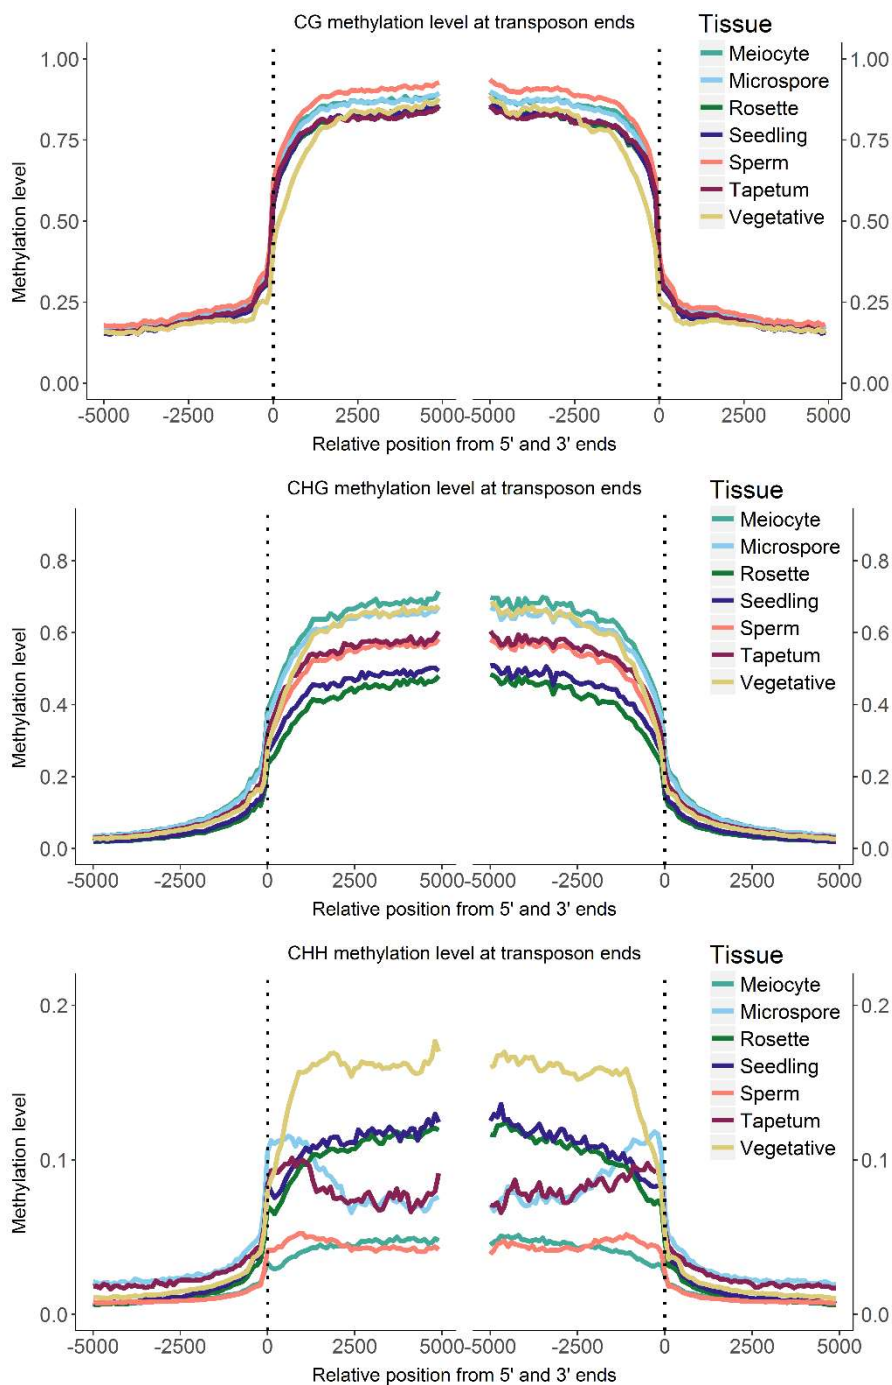 CG methylation level at transposon ends
Tissue
Meiocyte
Microspore
Rosette
Seedling
Sperm
Tapetum
Vegetative
Methylation level
1.00
0.75
0.50
0.25
0.00
1.00
0.75
0.50
0.25
0.00
-5000 -2500 0 2500 5000 -5000 -2500 0 2500 5000
Relative position from 5' and 3' ends
CHG methylation level at transposon ends
Tissue
Meiocyte
Microspore
Rosette
Seedling
Sperm
Tapetum
Vegetative
Methylation level
0.8
0.6
0.4
0.2
0.0
0.8
0.6
0.4
0.2
0.0
-5000 -2500 0 2500 5000 -5000 -2500 0 2500 5000
Relative position from 5' and 3' ends
CHH methylation level at transposon ends
Tissue
Meiocyte
Microspore
Rosette
Seedling
Sperm
Tapetum
Vegetative
Methylation level
0.2
0.1
0.0
0.2
0.1
0.0
-5000 -2500 0 2500 5000 -5000 -2500 0 2500 5000
Relative position from 5' and 3' ends